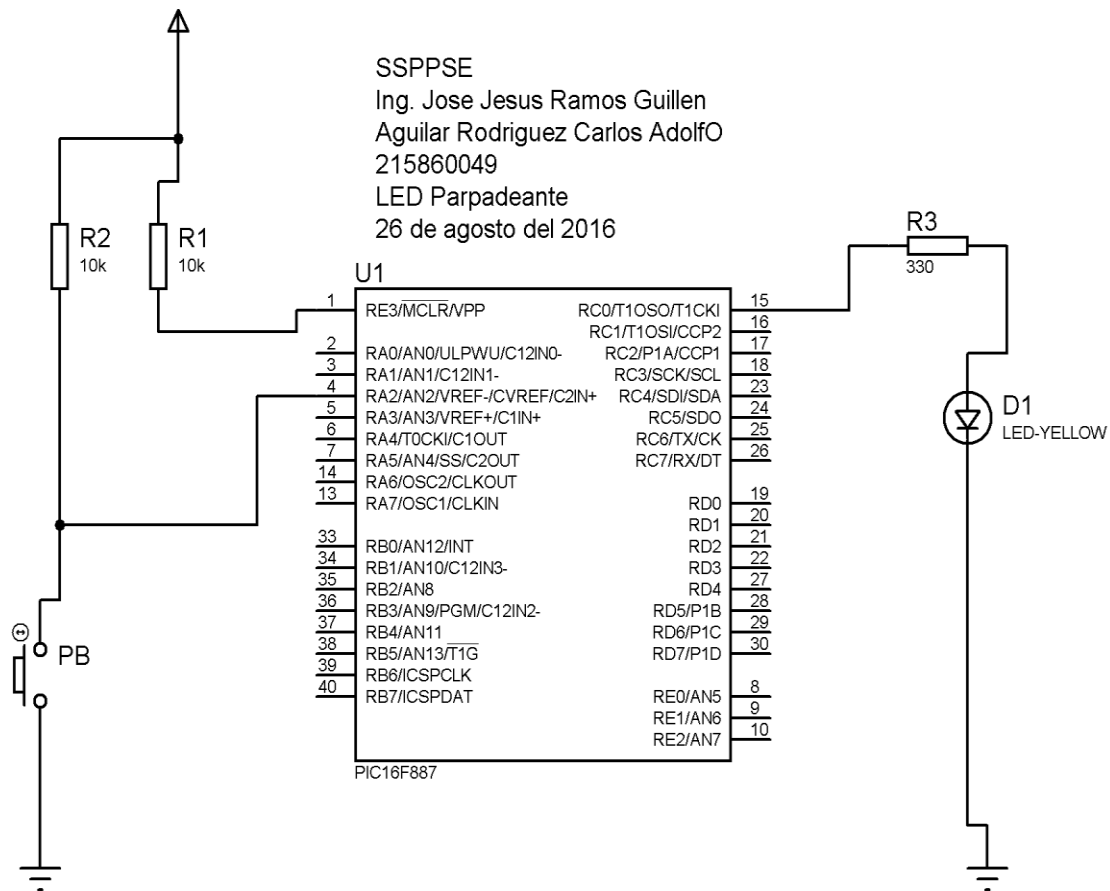 SSPPSE
Ing. Jose Jesus Ramos Guillen
Aguilar Rodriguez Carlos AdolfO
215860049
LED Parpadeante
26 de agosto del 2016
R2
10k
R1
10k
R3
330
D1
LED-YELLOW
PB
U1
1 RE3/MCLR/VPP
2 RA0/AN0/ULPWU/C12IN0-
3 RA1/AN1/C12IN1-
4 RA2/AN2/VREF-/CVREF/C2IN+
5 RA3/AN3/VREF+/C1IN+
6 RA4/T0CKI/C1OUT
7 RA5/AN4/SS/C2OUT
14 RA6/OSC2/CLKOUT
13 RA7/OSC1/CLKIN
33 RB0/AN12/INT
34 RB1/AN10/C12IN3-
35 RB2/AN8
36 RB3/AN9/PGM/C12IN2-
37 RB4/AN11
38 RB5/AN13/T1G
39 RB6/ICSPCLK
40 RB7/ICSPDAT
RC0/T1OSO/T1CKI 15
RC1/T1OSI/CCP2 16
RC2/P1A/CCP1 17
RC3/SCK/SCL 18
RC4/SDI/SDA 23
RC5/SDO 24
RC6/TX/CK 25
RC7/RX/DT 26
RD0 19
RD1 20
RD2 21
RD3 22
RD4 27
RD5/P1B 28
RD6/P1C 29
RD7/P1D 30
RE0/AN5 8
RE1/AN6 9
RE2/AN7 10
PIC16F887